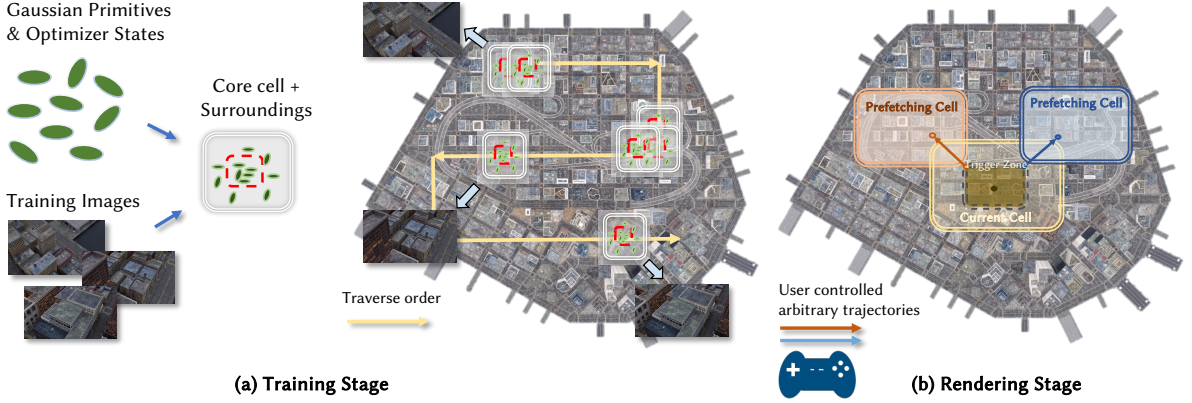 Gaussian Primitives
& Optimizer States
Core cell +
Surroundings
Training Images
Traverse order
(a) Training Stage
Prefetching Cell
Prefetching Cell
Trigger Zone
Current Cell
User controlled
arbitrary trajectories
(b) Rendering Stage